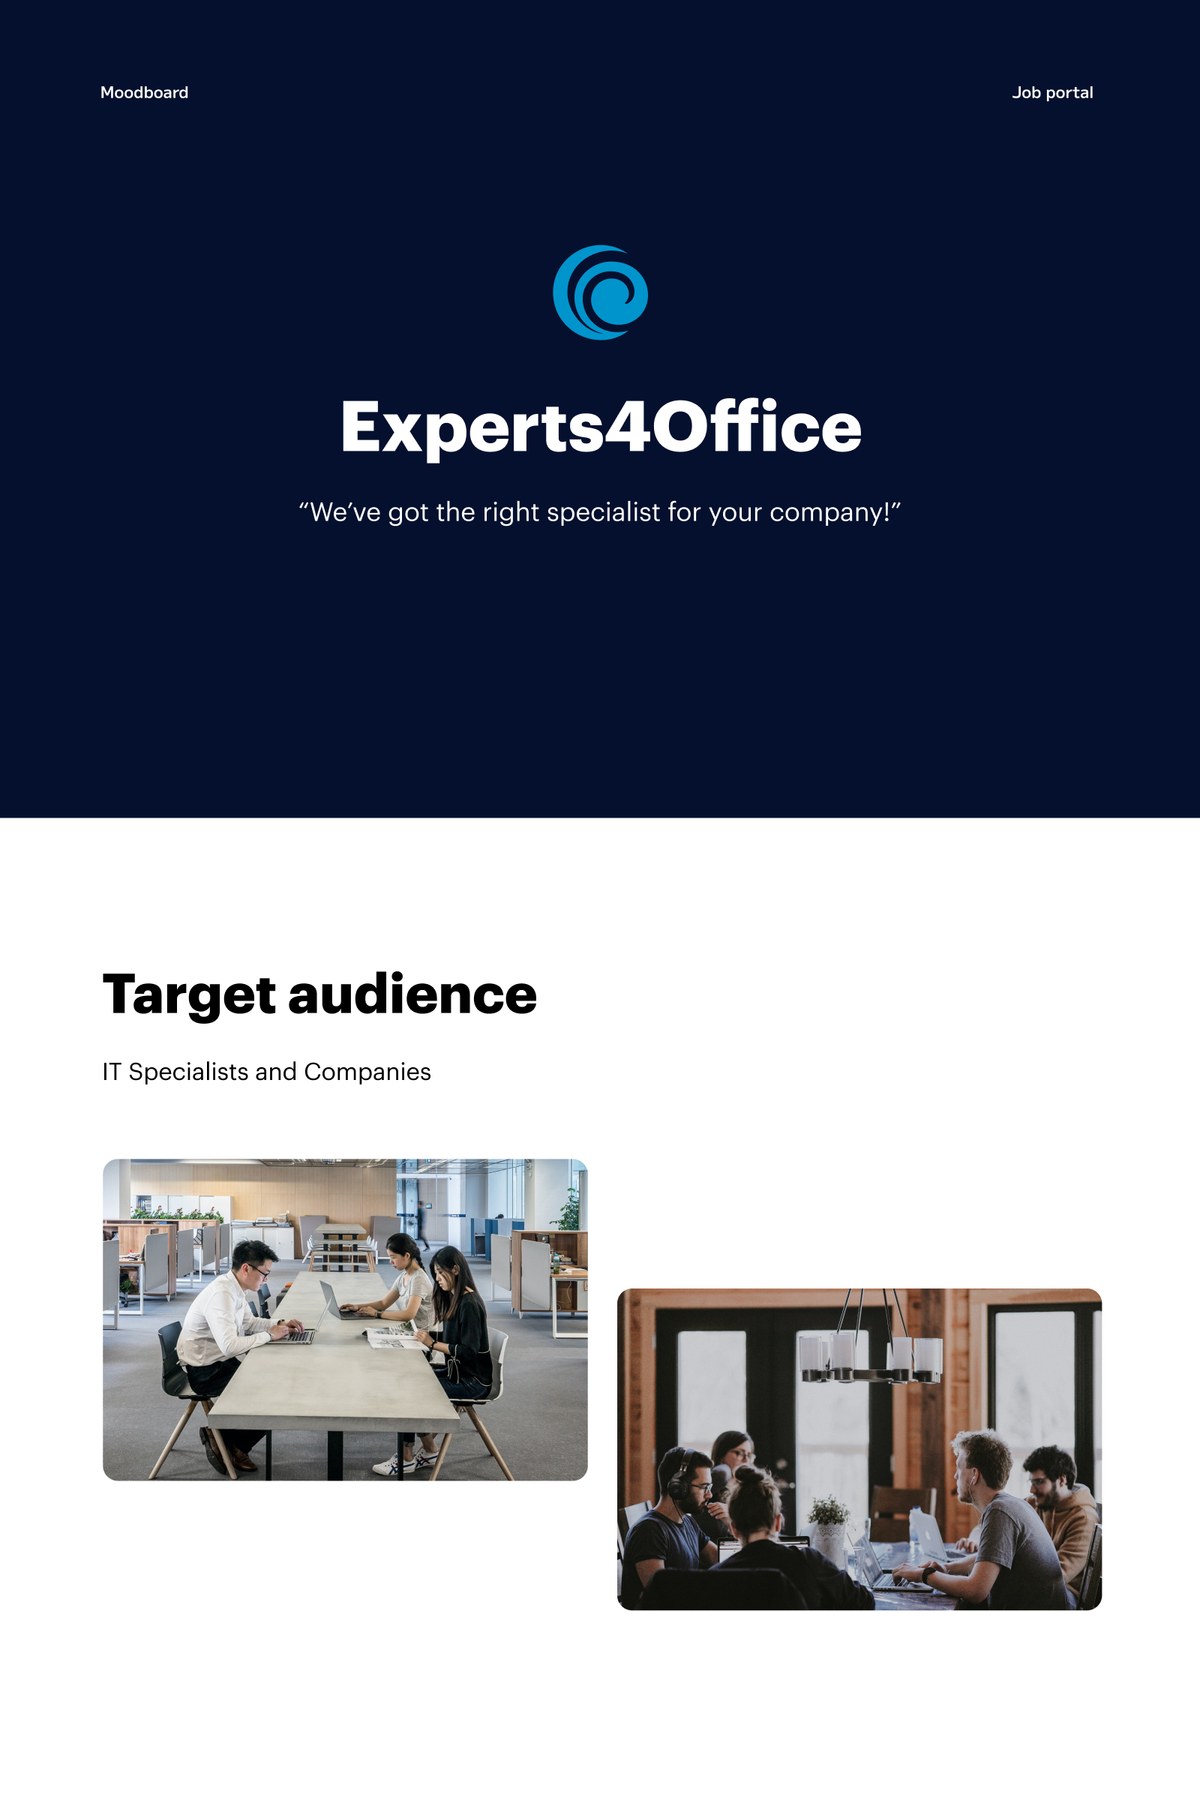 Moodboard
Job portal
Experts4Office
“We’ve got the right specialist for your company!”
Target audience
IT Specialists and Companies